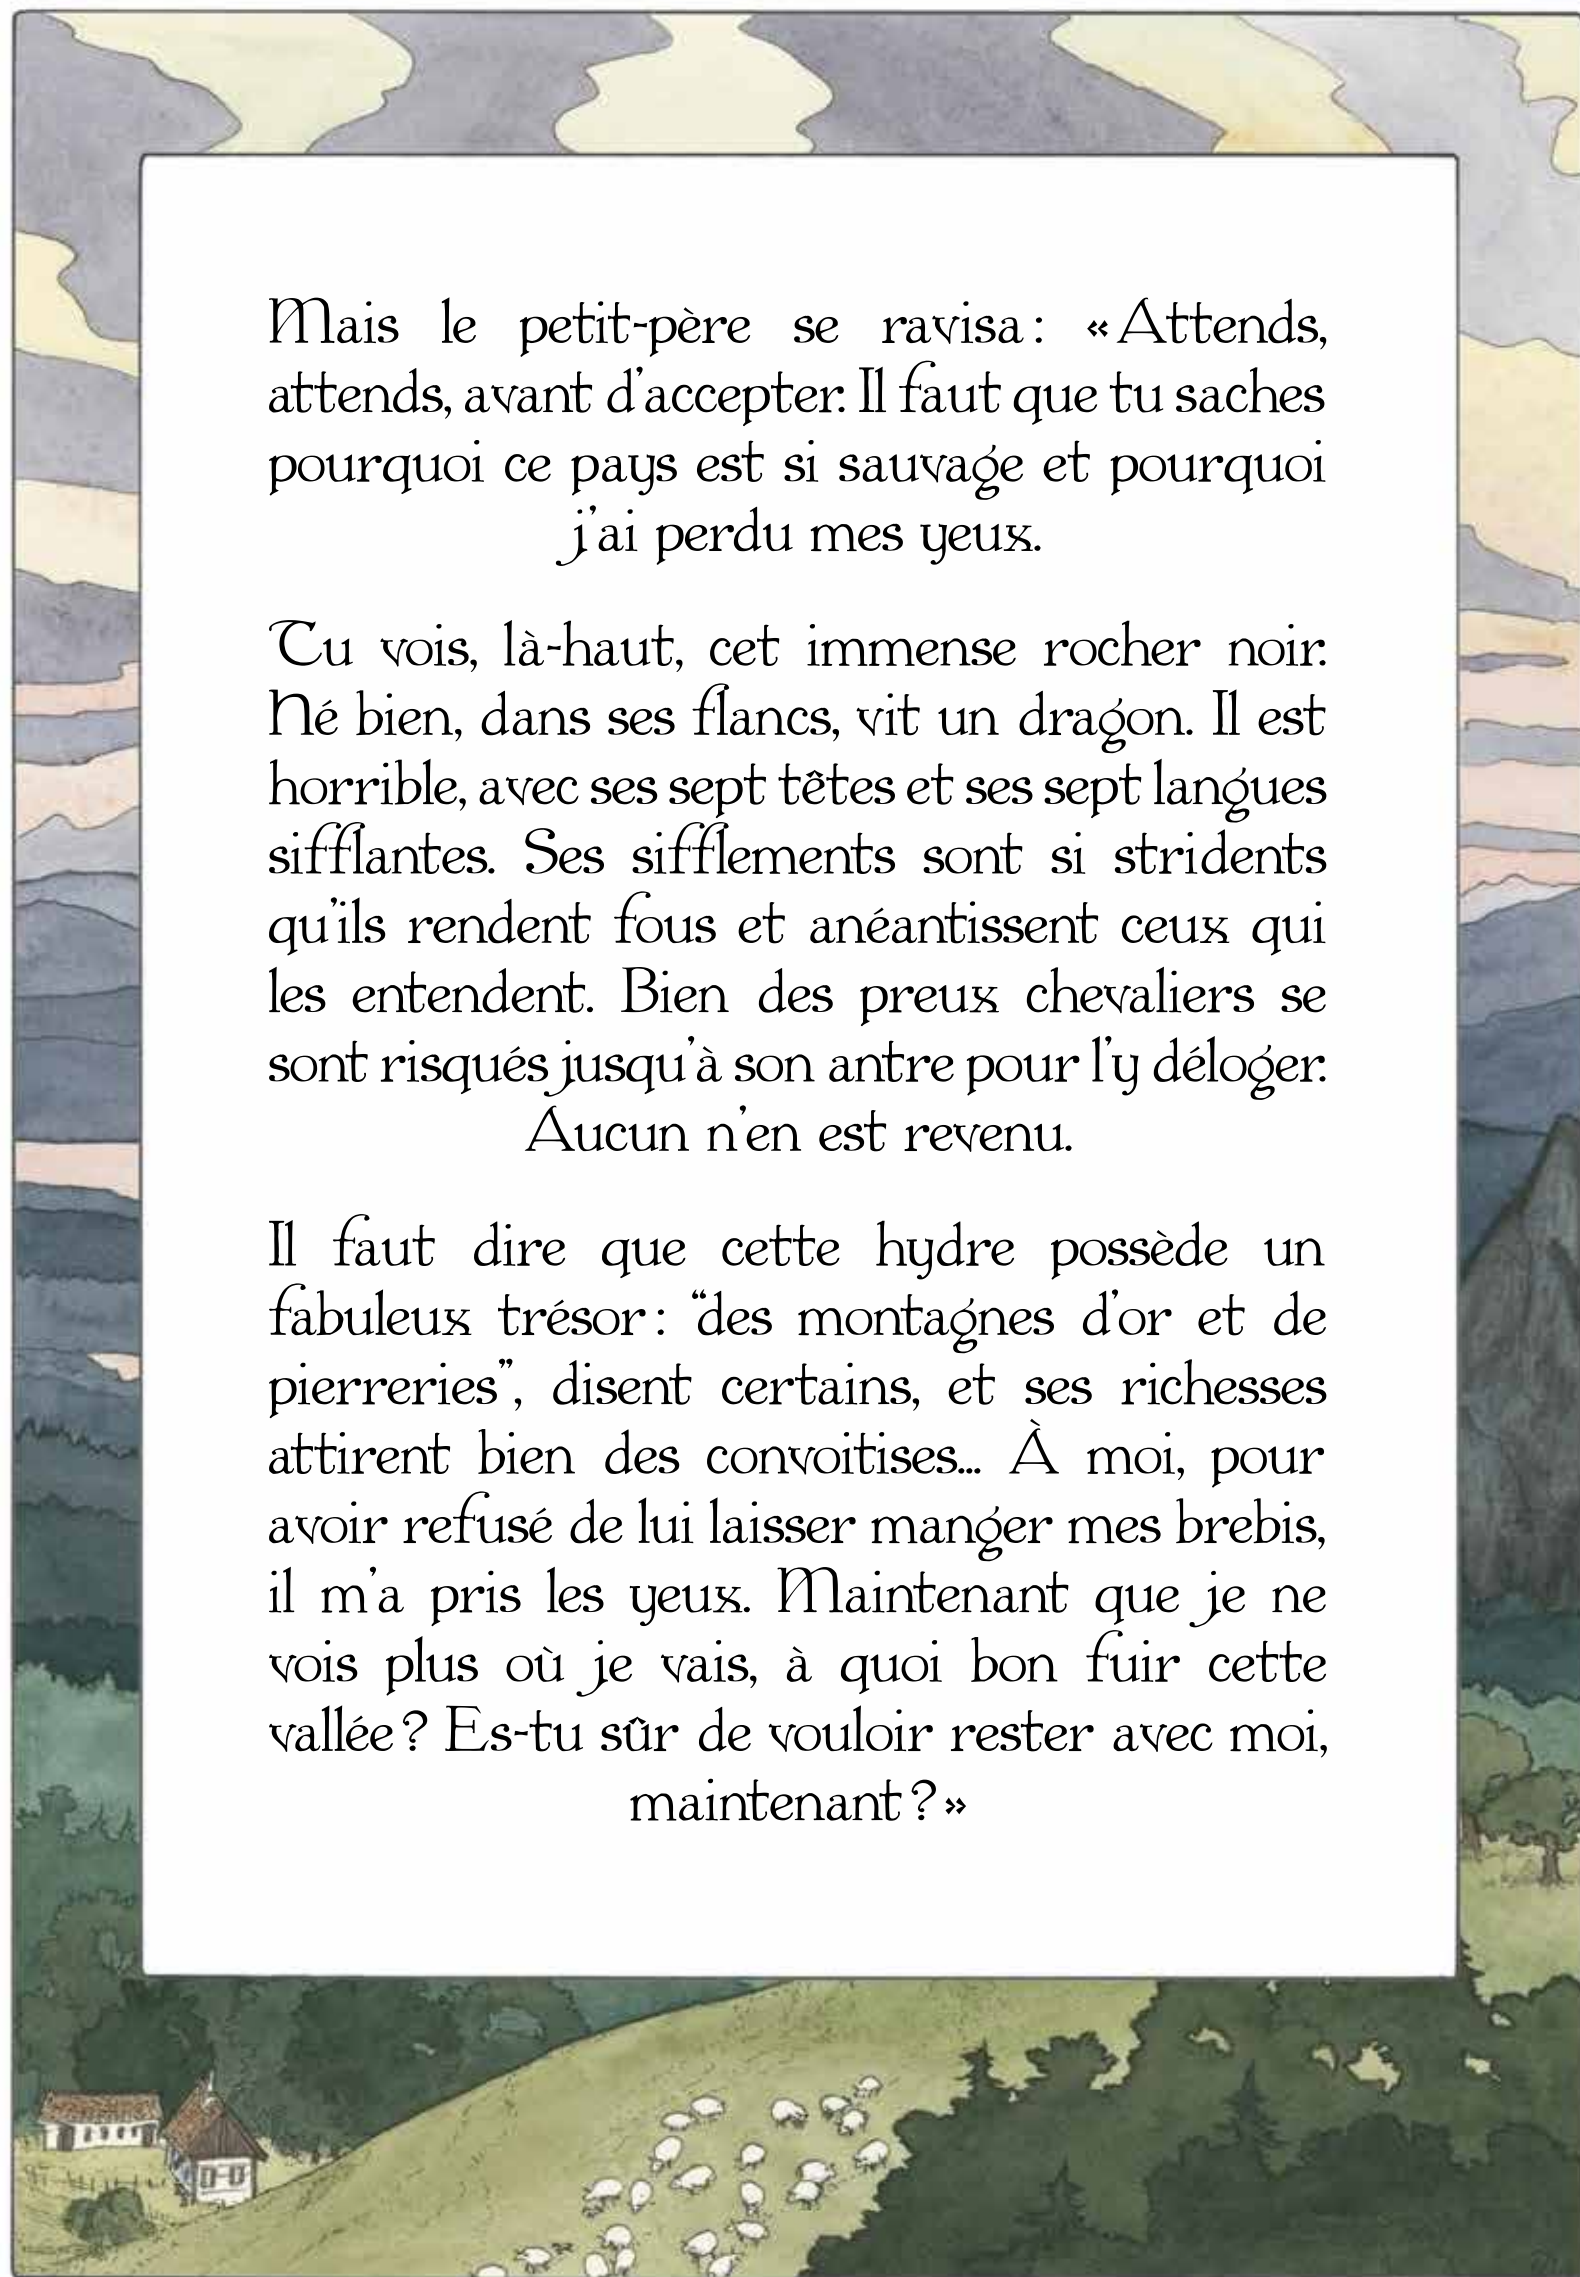 Mais le petit-père se ravisa : « Attends,
attends, avant d'accepter. Il faut que tu saches
pourquoi ce pays est si sauvage et pourquoi
j'ai perdu mes yeux.
Tu vois, là-haut, cet immense rocher noir.
Né bien, dans ses flancs, vit un dragon. Il est
horrible, avec ses sept têtes et ses sept langues
sifflantes. Ses sifflements sont si stridents
qu'ils rendent fous et anéantissent ceux qui
les entendent. Bien des preux chevaliers se
sont risqués jusqu'à son antre pour l'y déloger.
Aucun n'en est revenu.
Il faut dire que cette hydre possède un
fabuleux trésor : “des montagnes d'or et de
pierreries”, disent certains, et ses richesses
attirent bien des convoitises... À moi, pour
avoir refusé de lui laisser manger mes brebis,
il m'a pris les yeux. Maintenant que je ne
vois plus où je vais, à quoi bon fuir cette
vallée ? Es-tu sûr de vouloir rester avec moi,
maintenant ? »